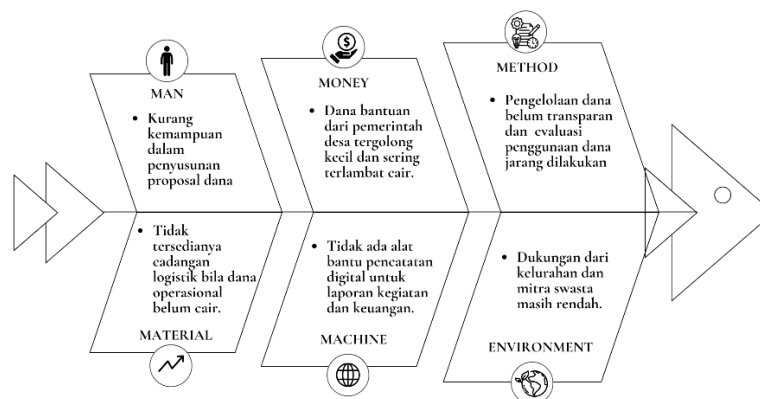 MAN
• Kurang
kemampuan
dalam
penyusunan
proposal dana
MONEY
• Dana bantuan
dari pemerintah
desa tergolong
kecil dan sering
terlambat cair.
METHOD
• Pengelolaan dana
belum transparan
dan evaluasi
penggunaan dana
jarang dilakukan
• Tidak
tersedianya
cadangan
logistik bila dana
operasional
belum cair.
MATERIAL
• Tidak ada alat
bantu pencatatan
digital untuk
laporan kegiatan
dan keuangan.
MACHINE
• Dukungan dari
kelurahan dan
mitra swasta
masih rendah.
ENVIRONMENT